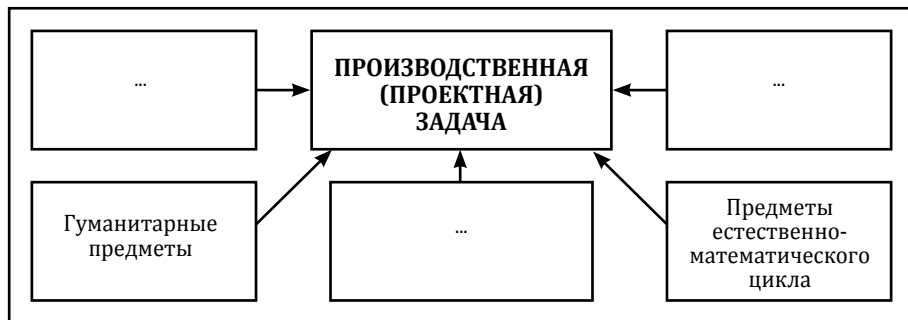 ...
ПРОИЗВОДСТВЕННАЯ
(ПРОЕКТНАЯ)
ЗАДАЧА
...
Гуманитарные
предметы
...
Предметы
естественно-
математического
цикла